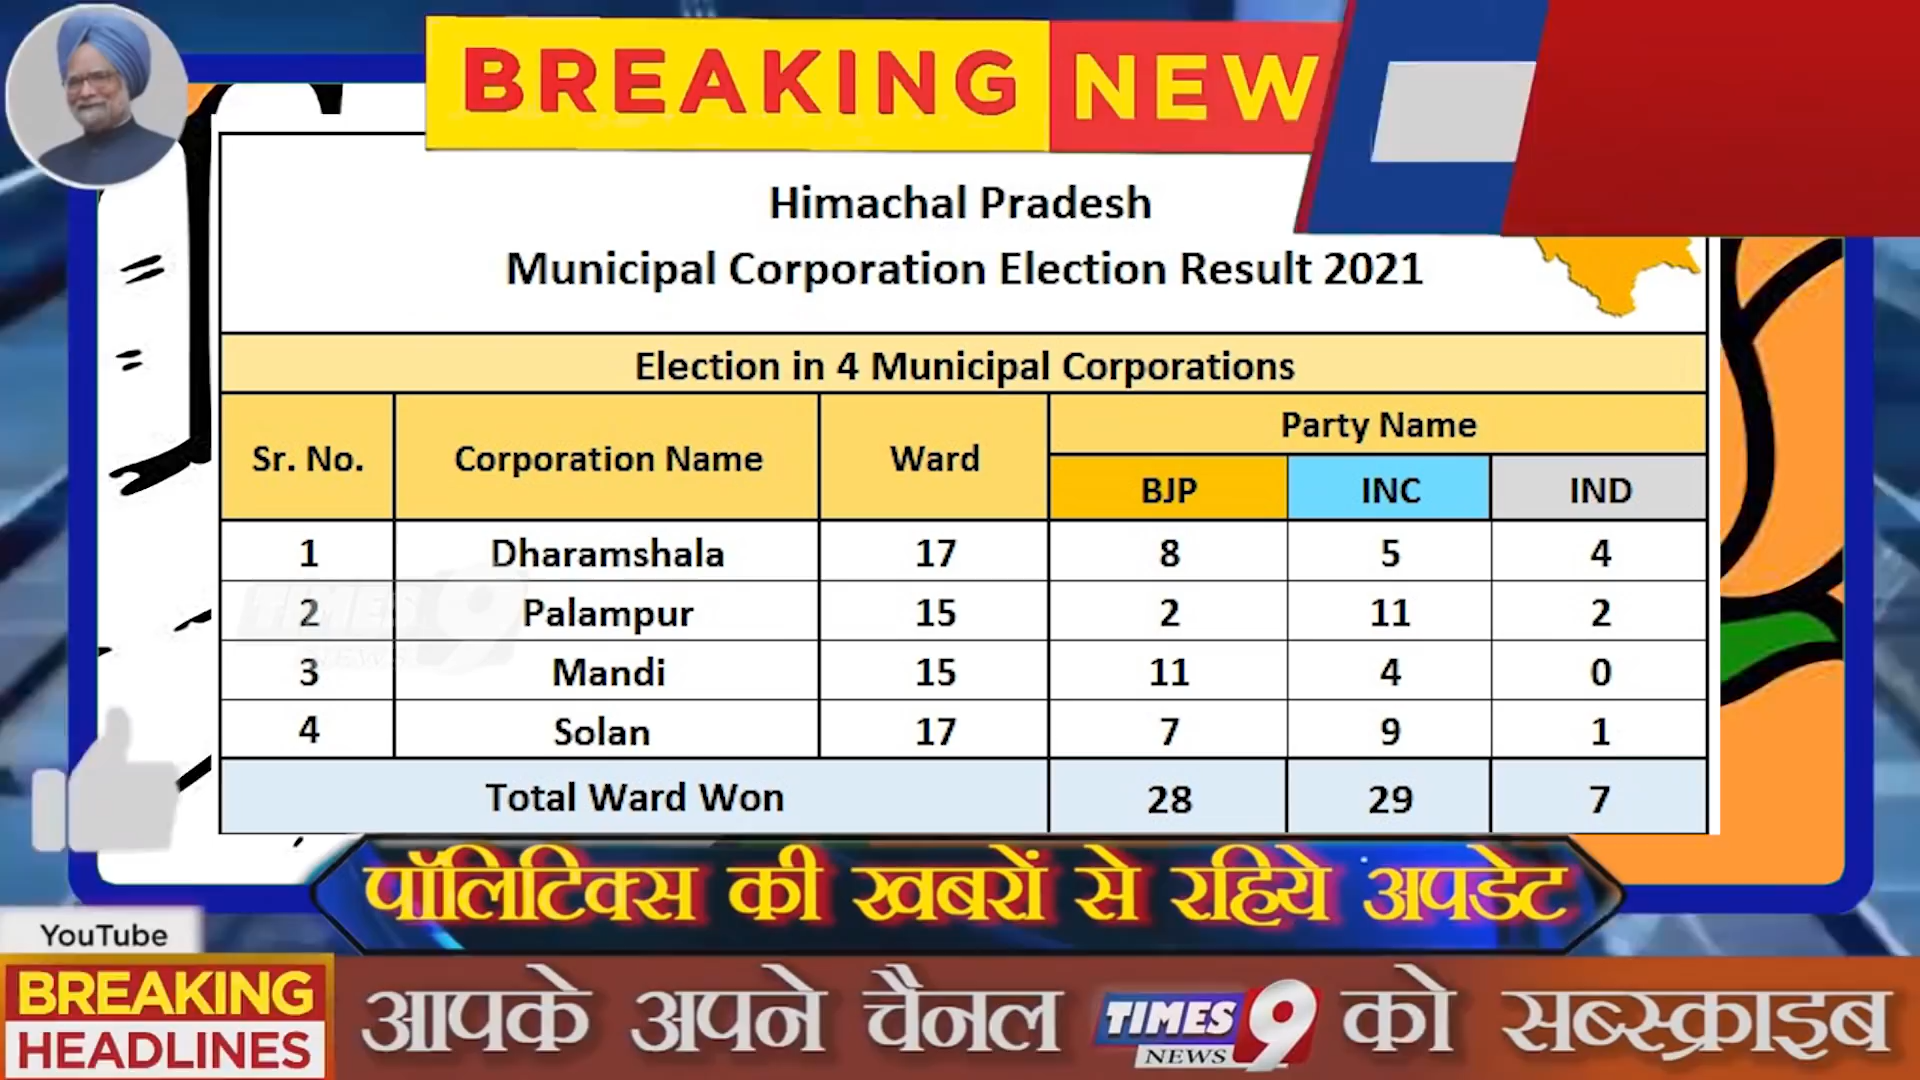 BREAKING NEW
Himachal Pradesh
Municipal Corporation Election Result 2021
Election in 4 Municipal Corporations
Sr. No. Corporation Name Ward Party Name
BJP INC IND
1 Dharamshala 17 8 5 4
2 Palampur 15 2 11 2
3 Mandi 15 11 4 0
4 Solan 17 7 9 1
Total Ward Won 28 29 7
TIMES 9
NEWS
पॉलिटिक्स की खबरों से रहिये अपडेट
YouTube
BREAKING
HEADLINES
आपके अपने चैनल TIMES NEWS 9 को सब्स्क्राइब